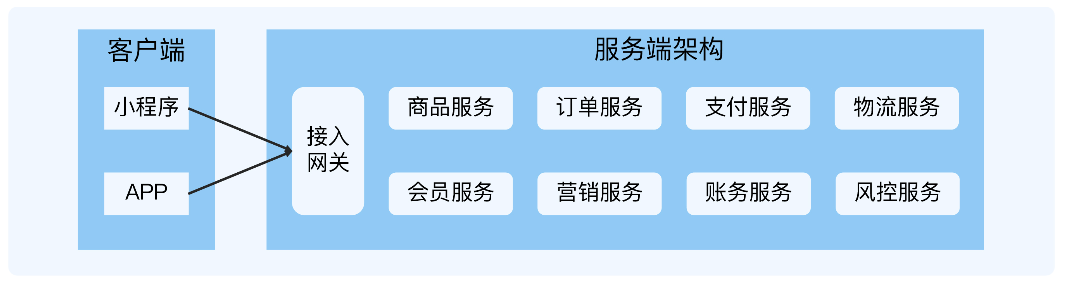 客户端
小程序
APP
服务端架构
接入
网关
商品服务
订单服务
支付服务
物流服务
会员服务
营销服务
账务服务
风控服务